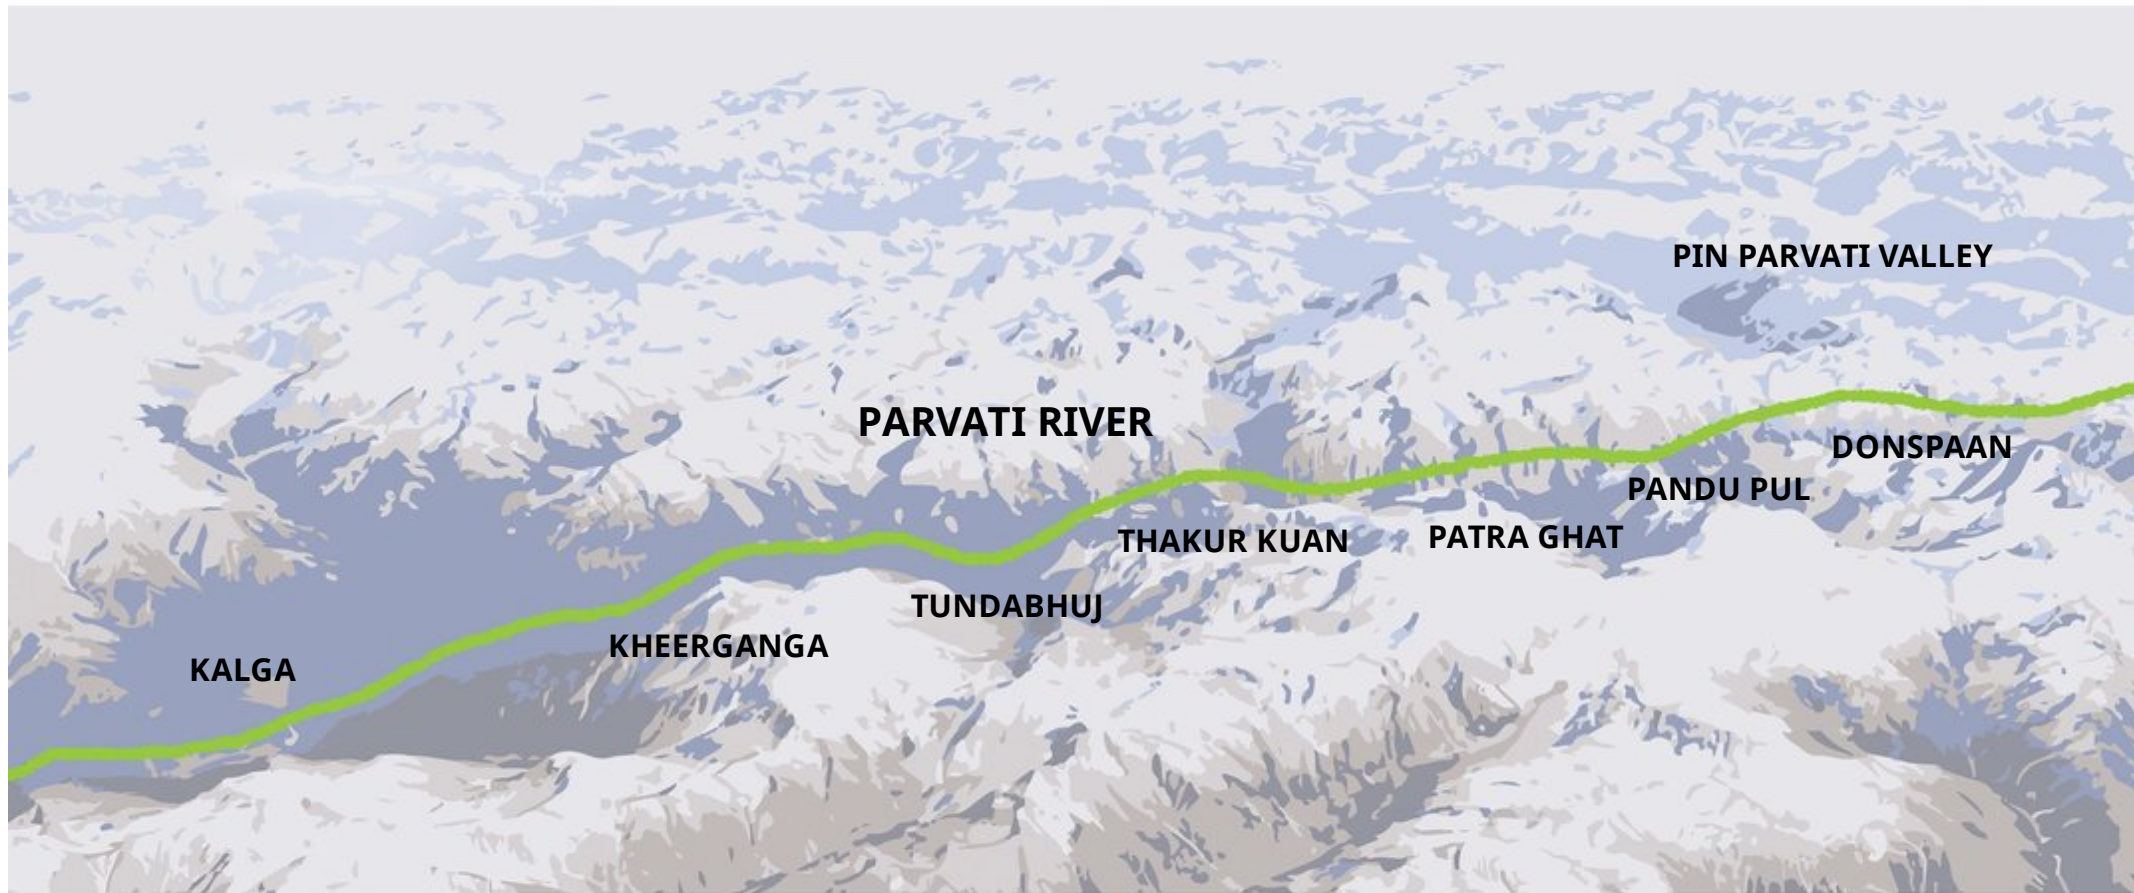 PIN PARVATI VALLEY
PARVATI RIVER
DONSPAAN
PANDU PUL
PATRA GHAT
THAKUR KUAN
TUNDABHUJ
KHEERGANGA
KALGA